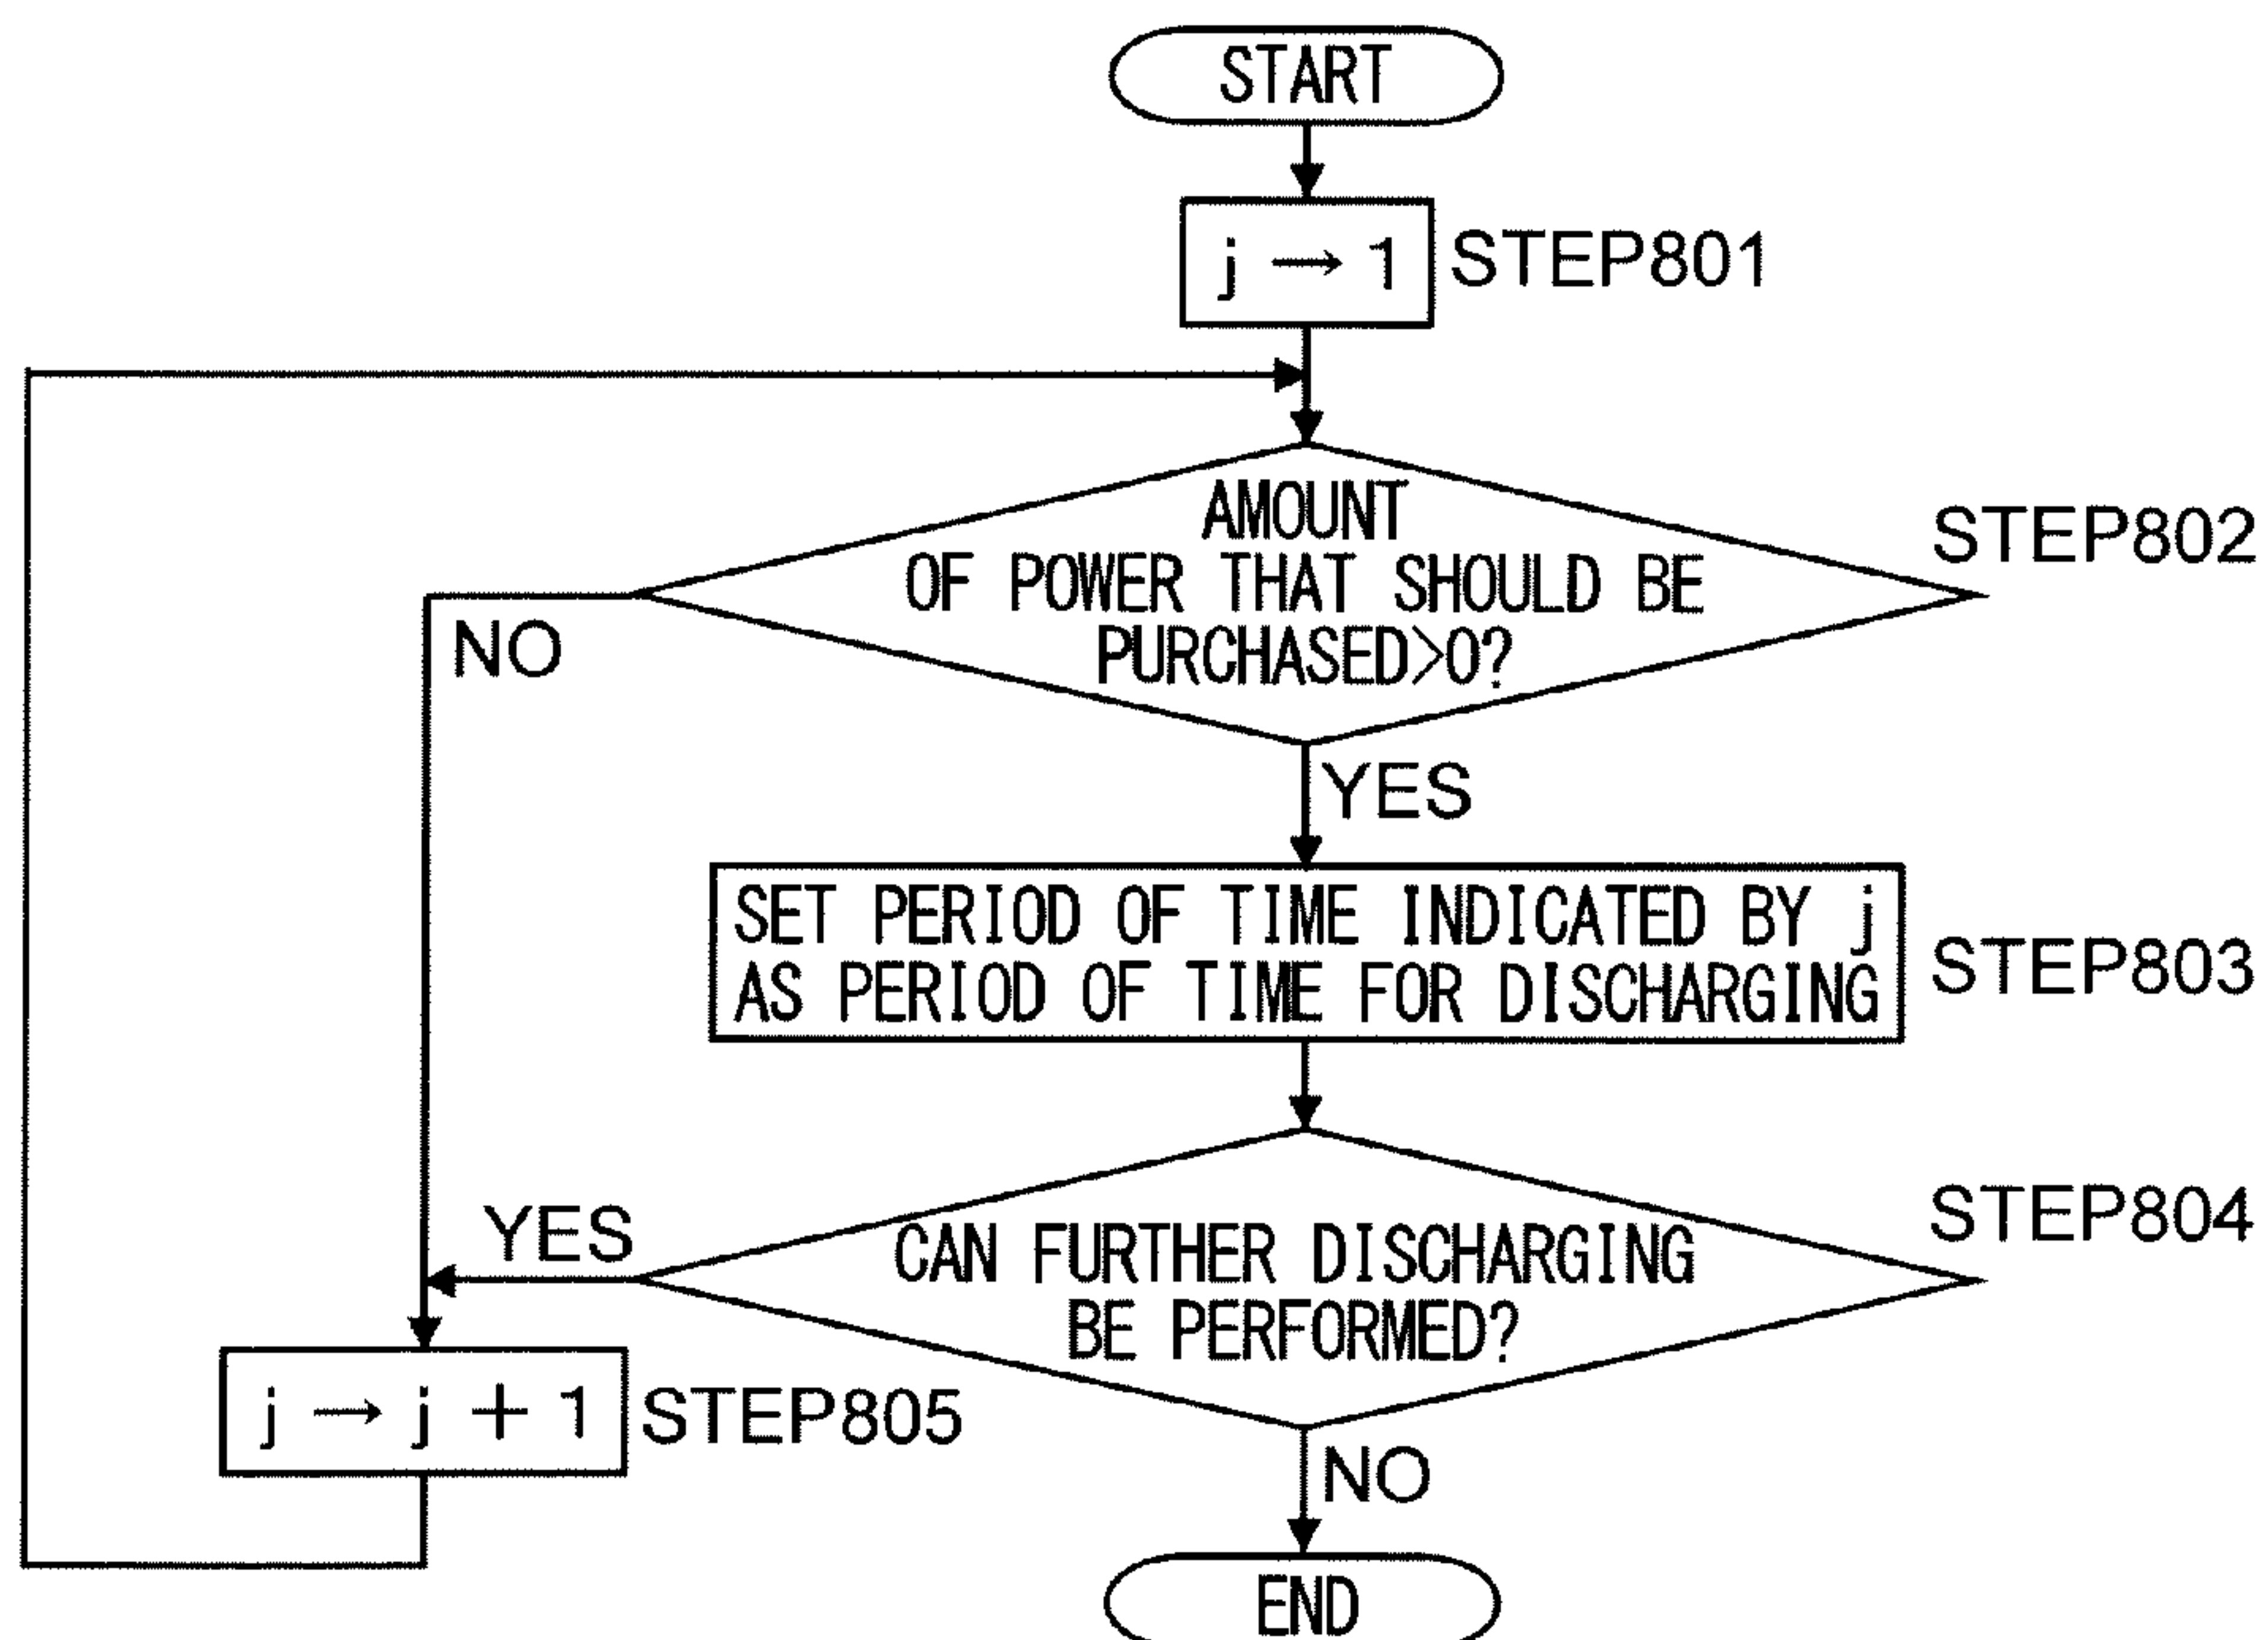 START
j → 1
STEP801
AMOUNT
OF POWER THAT SHOULD BE
PURCHASED>0?
STEP802
NO
YES
SET PERIOD OF TIME INDICATED BY j
AS PERIOD OF TIME FOR DISCHARGING
STEP803
CAN FURTHER DISCHARGING
BE PERFORMED?
STEP804
YES
j → j + 1
STEP805
NO
END